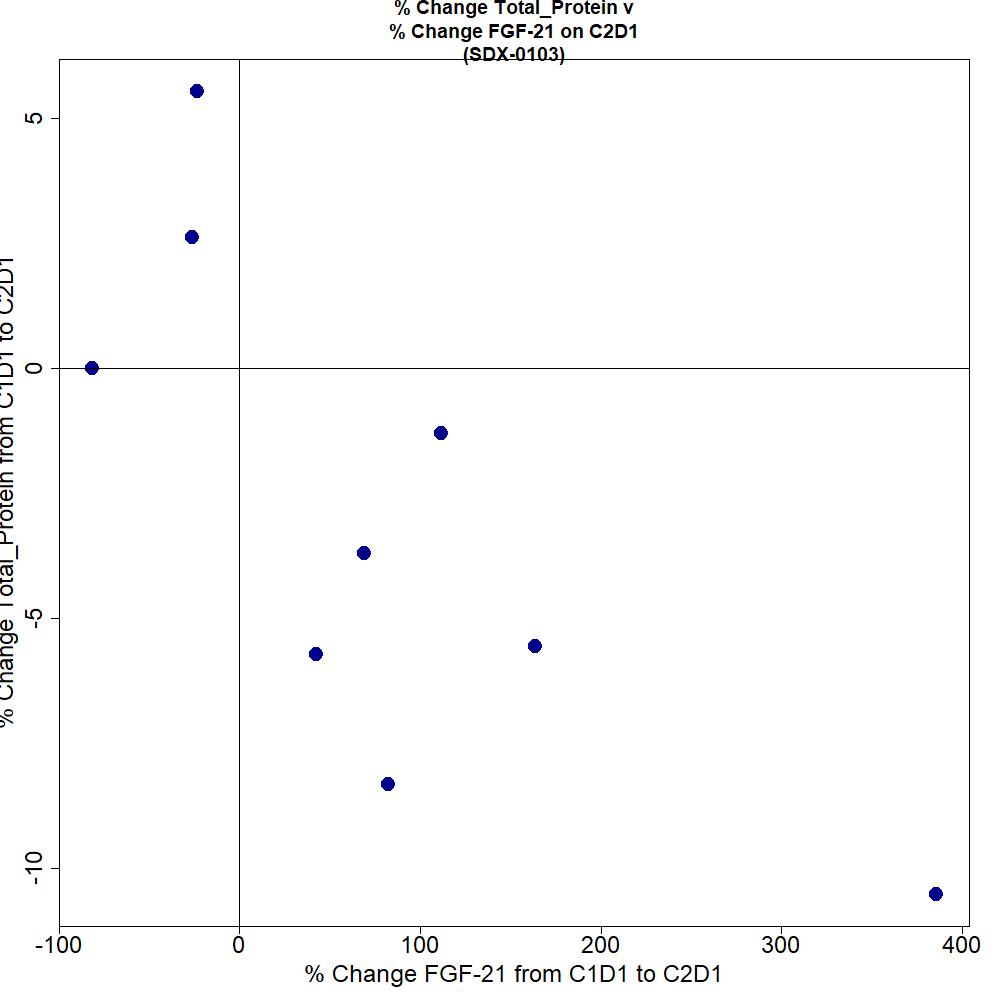 % Change Total_Protein v
% Change FGF-21 on C2D1
(SDX-0103)
% Change Total_Protein from C1D1 to C2D1
5
0
-5
-10
-100
0
100
200
300
400
% Change FGF-21 from C1D1 to C2D1